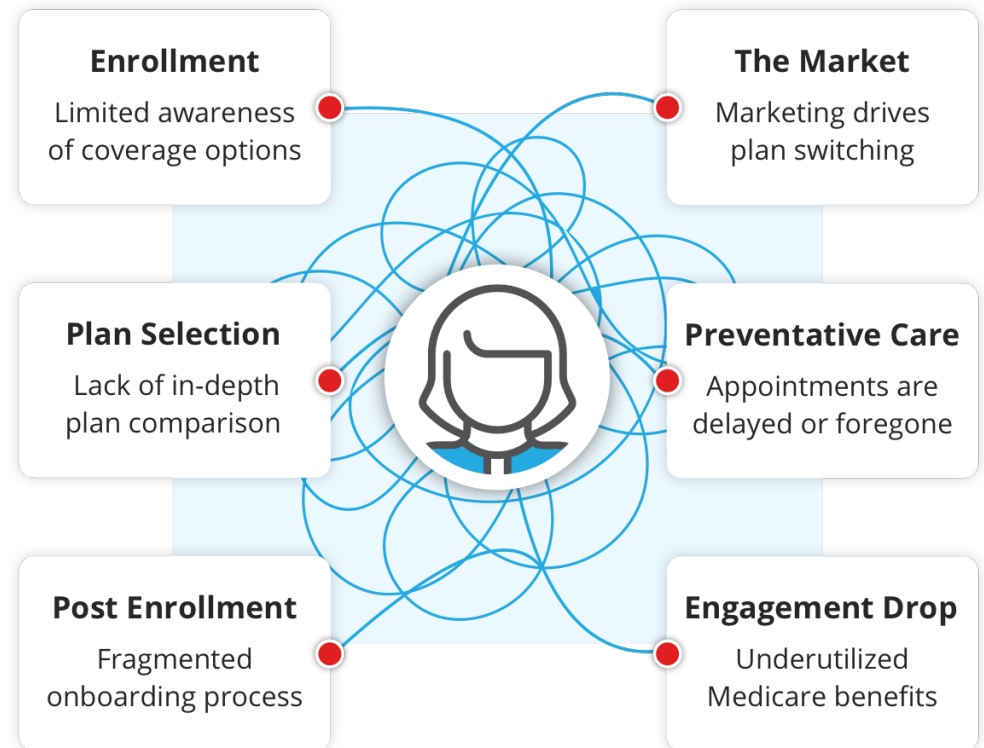 Enrollment
Limited awareness
of coverage options
The Market
Marketing drives
plan switching
Plan Selection
Lack of in-depth
plan comparison
Preventative Care
Appointments are
delayed or foregone
Post Enrollment
Fragmented
onboarding process
Engagement Drop
Underutilized
Medicare benefits